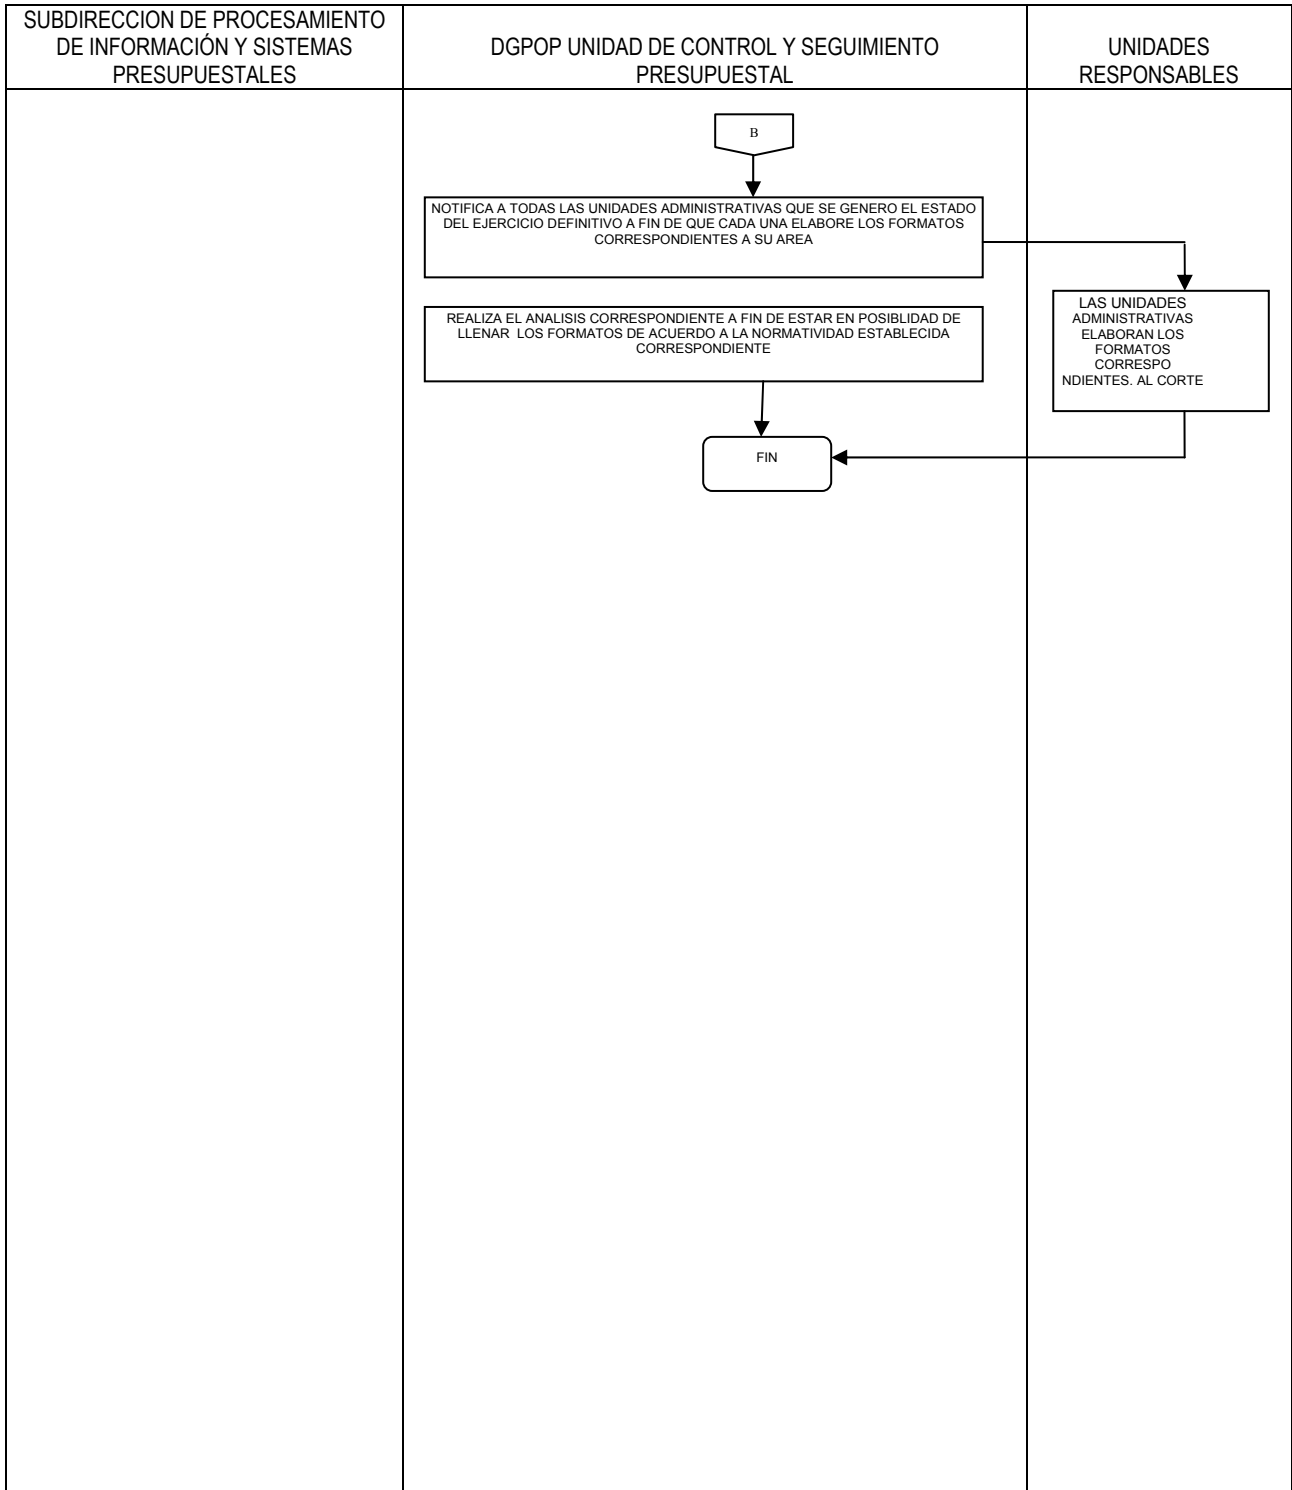 SUBDIRECCION DE PROCESAMIENTO
DE INFORMACIÓN Y SISTEMAS
PRESUPUESTALES
DGPOP UNIDAD DE CONTROL Y SEGUIMIENTO
PRESUPUESTAL
UNIDADES
RESPONSABLES
B
NOTIFICA A TODAS LAS UNIDADES ADMINISTRATIVAS QUE SE GENERO EL ESTADO
DEL EJERCICIO DEFINITIVO A FIN DE QUE CADA UNA ELABORE LOS FORMATOS
CORRESPONDIENTES A SU AREA
REALIZA EL ANALISIS CORRESPONDIENTE A FIN DE ESTAR EN POSIBLIDAD DE
LLENAR LOS FORMATOS DE ACUERDO A LA NORMATIVIDAD ESTABLECIDA
CORRESPONDIENTE
LAS UNIDADES
ADMINISTRATIVAS
ELABORAN LOS
FORMATOS
CORRESPO
NDIENTES. AL CORTE
FIN